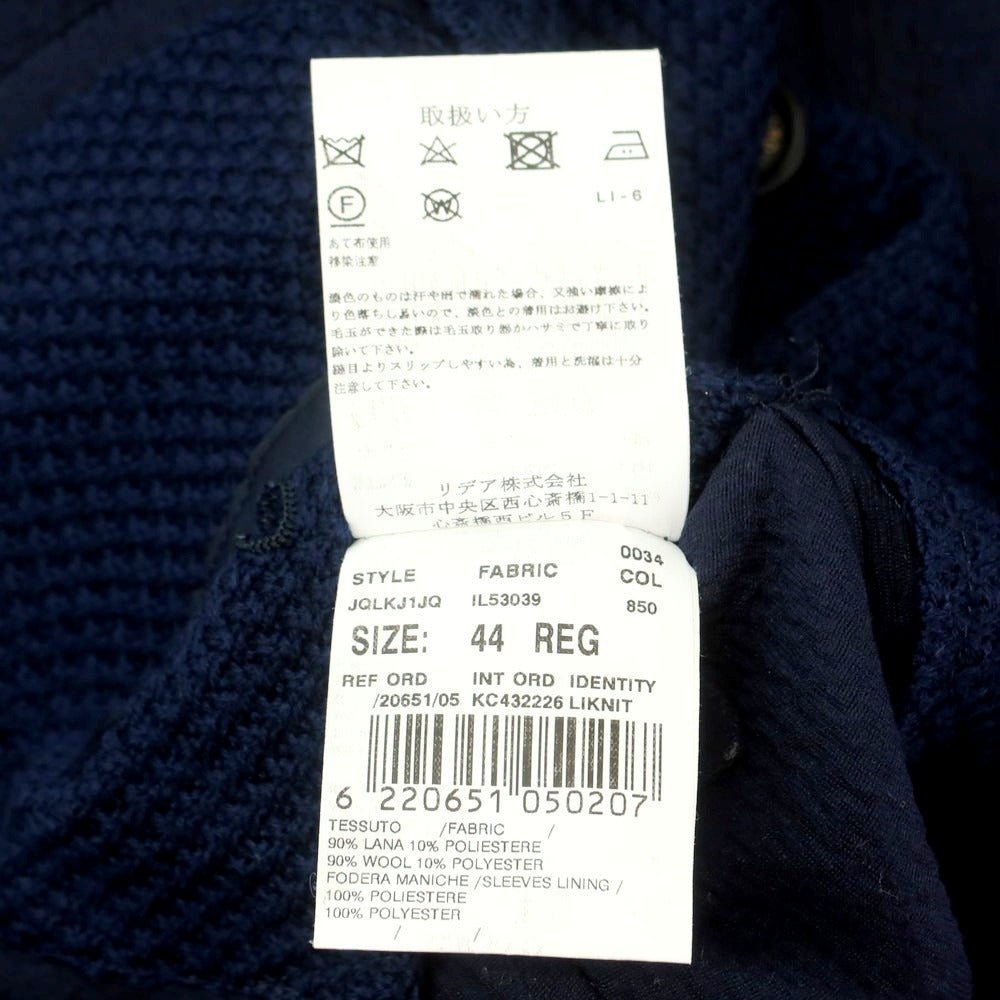 取扱い方
F
W
LI-6
あて布使用
移染注意
濃色のものは汗や雨で濡れた場合、又強い摩擦によ
り色落ちし易いので、淡色との着用はお避け下さい。
毛玉ができた際は毛玉取り器かハサミで丁寧に取り
除いて下さい。
縫目よりスリップしやすい為、着用と洗濯は十分
注意して下さい。
リデア株式会社
大阪市中央区西心斎橋1-1-11
心斎橋西ビル5F
0034
STYLE FABRIC COL
JQLKJ1JQ IL53039 850
SIZE: 44 REG
REF ORD INT ORD IDENTITY
/20651/05 KC432226 LIKNIT
6 220651 050207
TESSUTO /FABRIC /
90% LANA 10% POLIESTERE
90% WOOL 10% POLYESTER
FODERA MANICHE /SLEEVES LINING /
100% POLIESTERE
100% POLYESTER
/ /